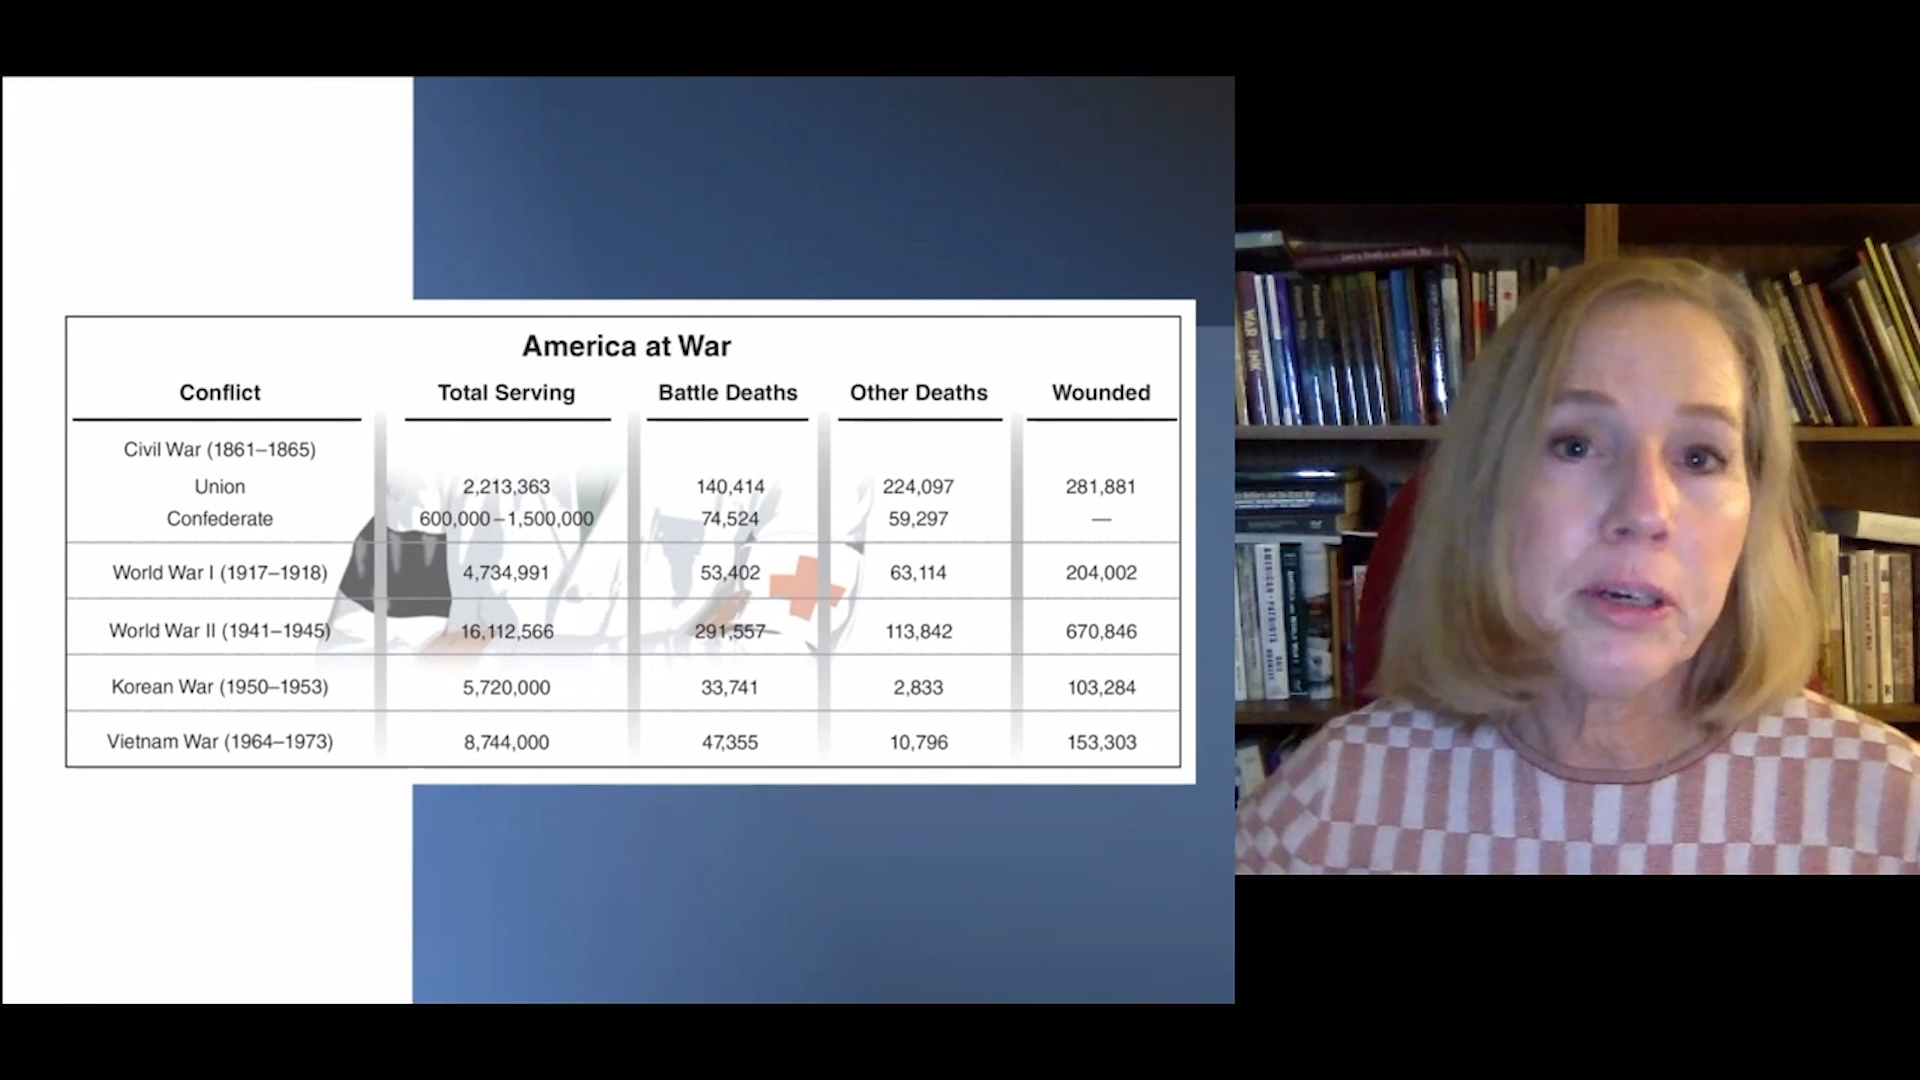 America at War
Conflict Total Serving Battle Deaths Other Deaths Wounded
Civil War (1861–1865)
Union 2,213,363 140,414 224,097 281,881
Confederate 600,000–1,500,000 74,524 59,297 —
World War I (1917–1918) 4,734,991 53,402 63,114 204,002
World War II (1941–1945) 16,112,566 291,557 113,842 670,846
Korean War (1950–1953) 5,720,000 33,741 2,833 103,284
Vietnam War (1964–1973) 8,744,000 47,355 10,796 153,303
WAR INK
AMERICAN PATRIOTS